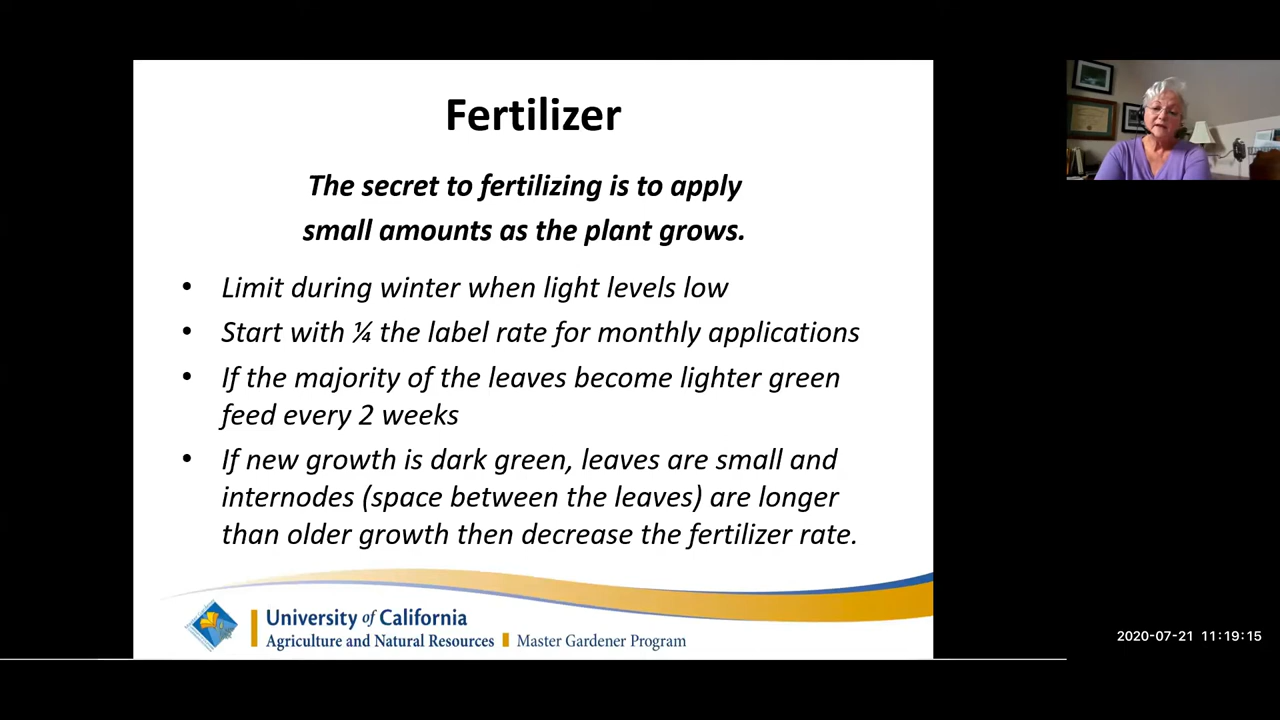 Fertilizer
The secret to fertilizing is to apply
small amounts as the plant grows.
• Limit during winter when light levels low
• Start with ¼ the label rate for monthly applications
• If the majority of the leaves become lighter green
feed every 2 weeks
• If new growth is dark green, leaves are small and
internodes (space between the leaves) are longer
than older growth then decrease the fertilizer rate.
University of California
Agriculture and Natural Resources Master Gardener Program
2020-07-21 11:19:15